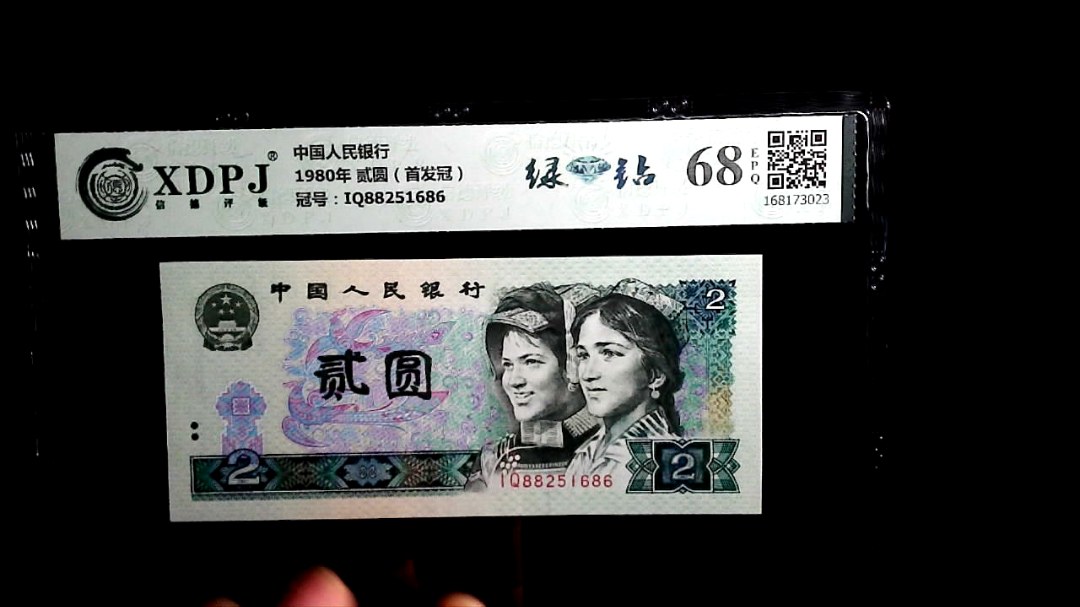 XDPJ®
信德评级
中国人民银行
1980年 贰圆（首发冠）
冠号：IQ88251686
绿钻
68
EPQ
168173023
中国人民银行
2
贰圆
2
IQ88251686
2